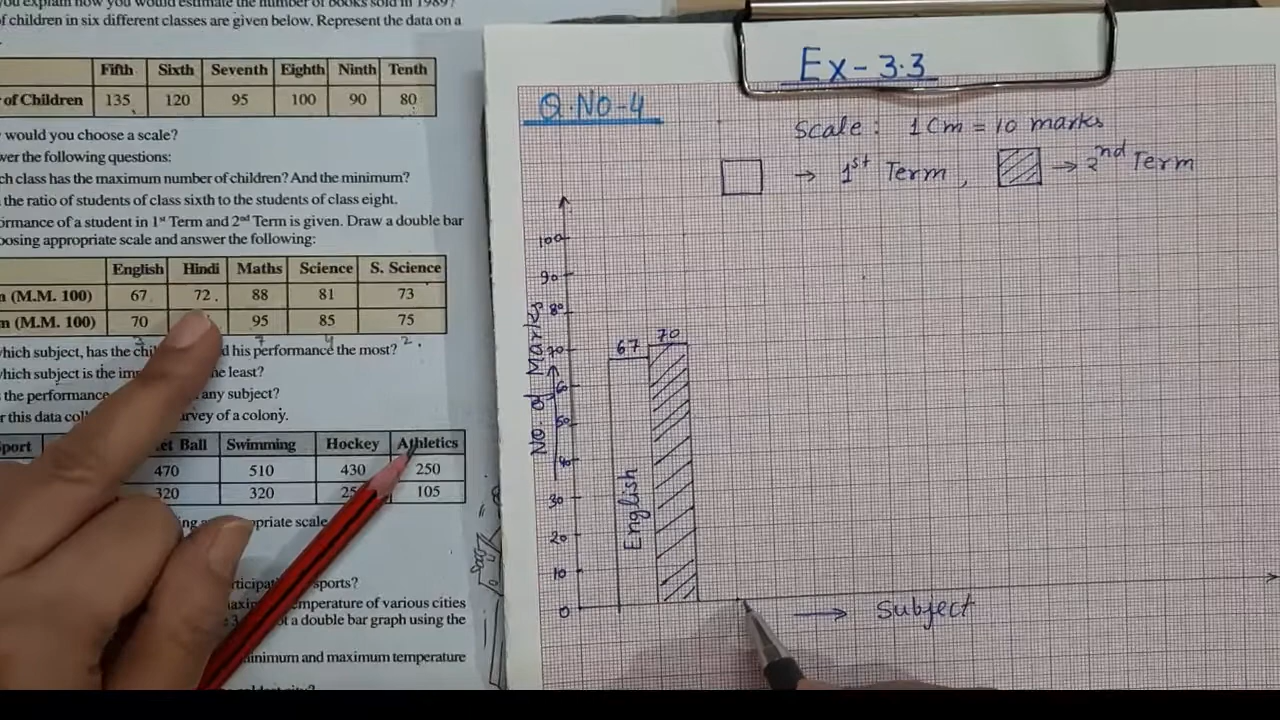 you explain how you would estimate the number of books sold in 1989?
of children in six different classes are given below. Represent the data on a
Fifth Sixth Seventh Eighth Ninth Tenth
of Children 135 120 95 100 90 80
would you choose a scale?
wer the following questions:
ch class has the maximum number of children? And the minimum?
the ratio of students of class sixth to the students of class eight.
ormance of a student in 1st Term and 2nd Term is given. Draw a double bar
oosing appropriate scale and answer the following:
English Hindi Maths Science S. Science
(M.M. 100) 67 72 88 81 73
(M.M. 100) 70 95 85 75
7 4 2
hich subject, has the his performance the most?
hich subject is the least?
the performance any subject?
r this data rvey of a colony.
port et Ball Swimming Hockey Athletics
470 510 430 250
320 320 105
ropriate scale
sports?
emperature of various cities
t a double bar graph using the
inimum and maximum temperature
Ex-3.3
Q.NO-4
Scale: 1 Cm = 10 marks
→ 1st Term, → 2nd Term
100
90
80
70
60
50
40
30
20
10
0
No. of Marks
67 70
English
→ Subject